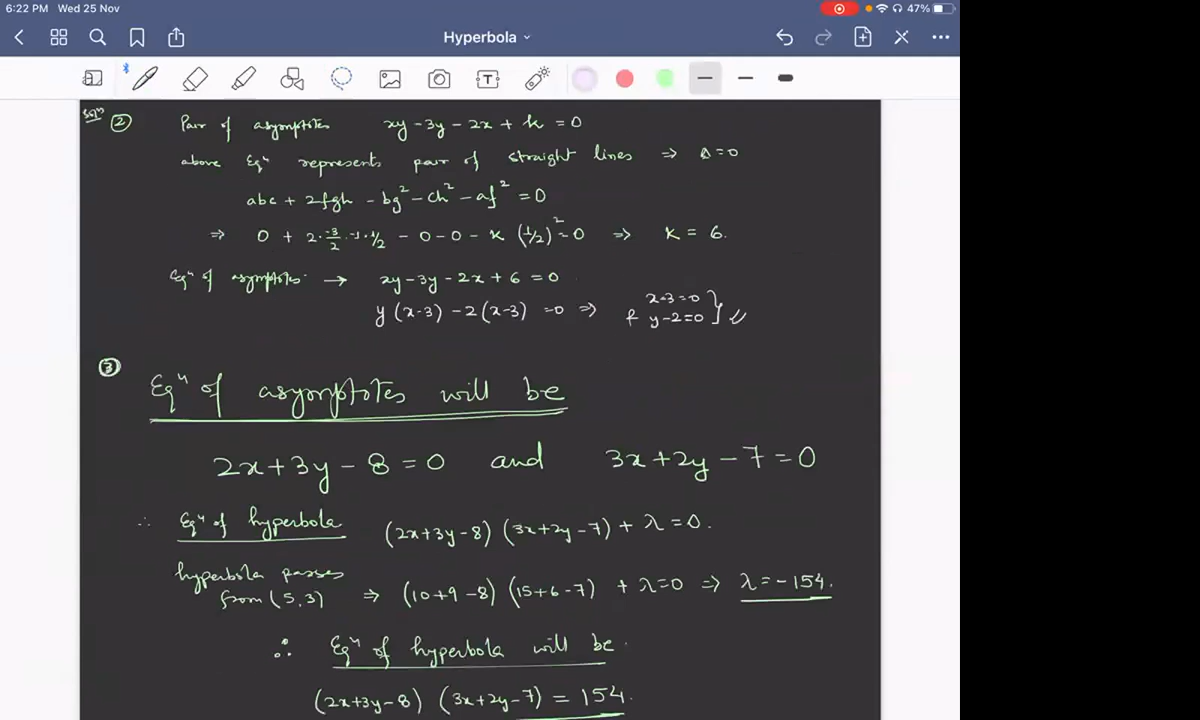 6:22 PM Wed 25 Nov
47%
Hyperbola
Solⁿ ② Pair of asymptotes xy - 3y - 2x + k = 0
above Eqⁿ represents pair of straight lines ⇒ Δ = 0
abc + 2fgh - bg² - ch² - af² = 0
⇒ 0 + 2·-3/2·-1·1/2 - 0 - 0 - k (1/2)² = 0 ⇒ k = 6.
Eqⁿ of asymptotes → xy - 3y - 2x + 6 = 0
y (x-3) - 2 (x-3) = 0 ⇒ { x-3=0 & y-2=0 }
③
Eqⁿ of asymptotes will be
2x + 3y - 8 = 0 and 3x + 2y - 7 = 0
∴ Eqⁿ of hyperbola (2x+3y-8) (3x+2y-7) + λ = 0.
hyperbola passes
from (5,3) ⇒ (10+9-8) (15+6-7) + λ=0 ⇒ λ = -154.
∴ Eqⁿ of hyperbola will be.
(2x+3y-8) (3x+2y-7) = 154.